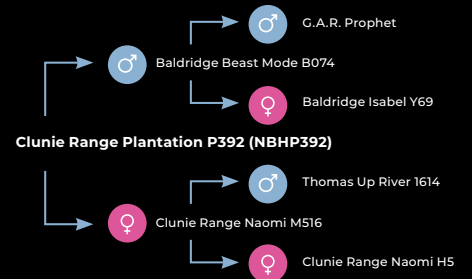 G.A.R. Prophet
Baldridge Beast Mode B074
Baldridge Isabel Y69
Clunie Range Plantation P392 (NBHP392)
Thomas Up River 1614
Clunie Range Naomi M516
Clunie Range Naomi H5